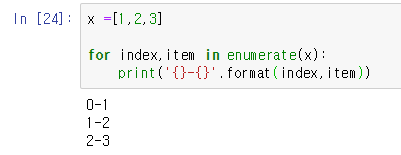 In [24]: x =[1,2,3]
for index,item in enumerate(x):
    print('{}-{}'.format(index,item))
0-1
1-2
2-3